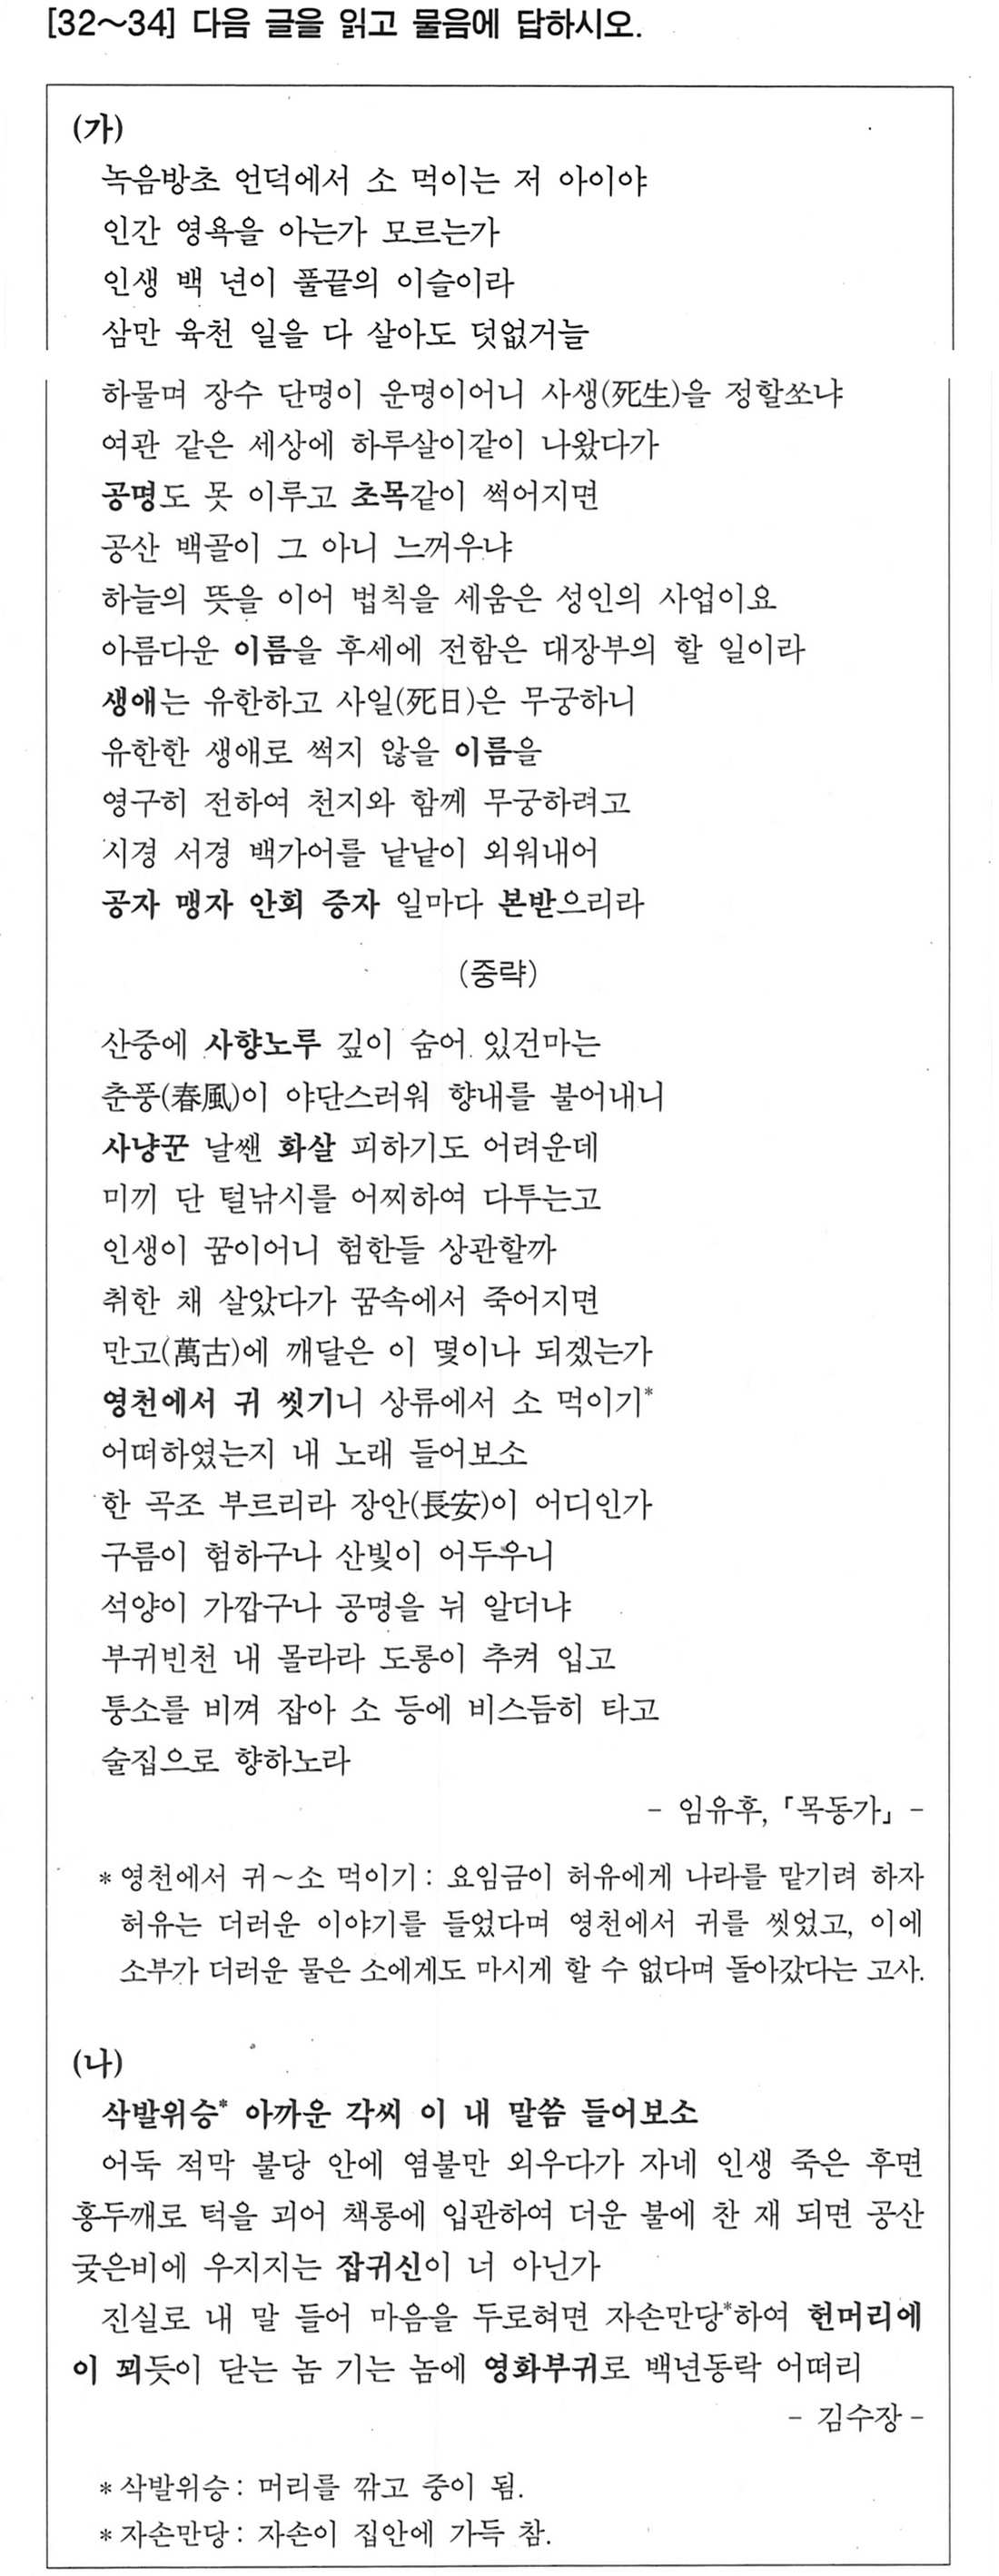 [32~34] 다음 글을 읽고 물음에 답하시오.
(가)
녹음방초 언덕에서 소 먹이는 저 아이야
인간 영욕을 아는가 모르는가
인생 백 년이 풀끝의 이슬이라
삼만 육천 일을 다 살아도 덧없거늘
하물며 장수 단명이 운명이어니 사생(死生)을 정할쏘냐
여관 같은 세상에 하루살이같이 나왔다가
공명도 못 이루고 초목같이 썩어지면
공산 백골이 그 아니 느꺼우냐
하늘의 뜻을 이어 법칙을 세움은 성인의 사업이요
아름다운 이름을 후세에 전함은 대장부의 할 일이라
생애는 유한하고 사일(死日)은 무궁하니
유한한 생애로 썩지 않을 이름을
영구히 전하여 천지와 함께 무궁하려고
시경 서경 백가어를 낱낱이 외워내어
공자 맹자 안회 증자 일마다 본받으리라
(중략)
산중에 사향노루 깊이 숨어 있건마는
춘풍(春風)이 야단스러워 향내를 불어내니
사냥꾼 날쌘 화살 피하기도 어려운데
미끼 단 털낚시를 어찌하여 다투는고
인생이 꿈이어니 험한들 상관할까
취한 채 살았다가 꿈속에서 죽어지면
만고(萬古)에 깨달은 이 몇이나 되겠는가
영천에서 귀 씻기니 상류에서 소 먹이기*
어떠하였는지 내 노래 들어보소
한 곡조 부르리라 장안(長安)이 어디인가
구름이 험하구나 산빛이 어두우니
석양이 가깝구나 공명을 뉘 알더냐
부귀빈천 내 몰라라 도롱이 추켜 입고
퉁소를 비껴 잡아 소 등에 비스듬히 타고
술집으로 향하노라
- 임유후, 「목동가」 -
* 영천에서 귀~소 먹이기 : 요임금이 허유에게 나라를 맡기려 하자
허유는 더러운 이야기를 들었다며 영천에서 귀를 씻었고, 이에
소부가 더러운 물은 소에게도 마시게 할 수 없다며 돌아갔다는 고사.
(나)
삭발위승* 아까운 각씨 이 내 말씀 들어보소
어둑 적막 불당 안에 염불만 외우다가 자네 인생 죽은 후면
홍두깨로 턱을 괴어 책롱에 입관하여 더운 불에 찬 재 되면 공산
궂은비에 우지지는 잡귀신이 너 아닌가
진실로 내 말 들어 마음을 두로혀면 자손만당*하여 헌머리에
이 꾀듯이 닫는 놈 기는 놈에 영화부귀로 백년동락 어떠리
- 김수장 -
* 삭발위승 : 머리를 깎고 중이 됨.
* 자손만당 : 자손이 집안에 가득 참.